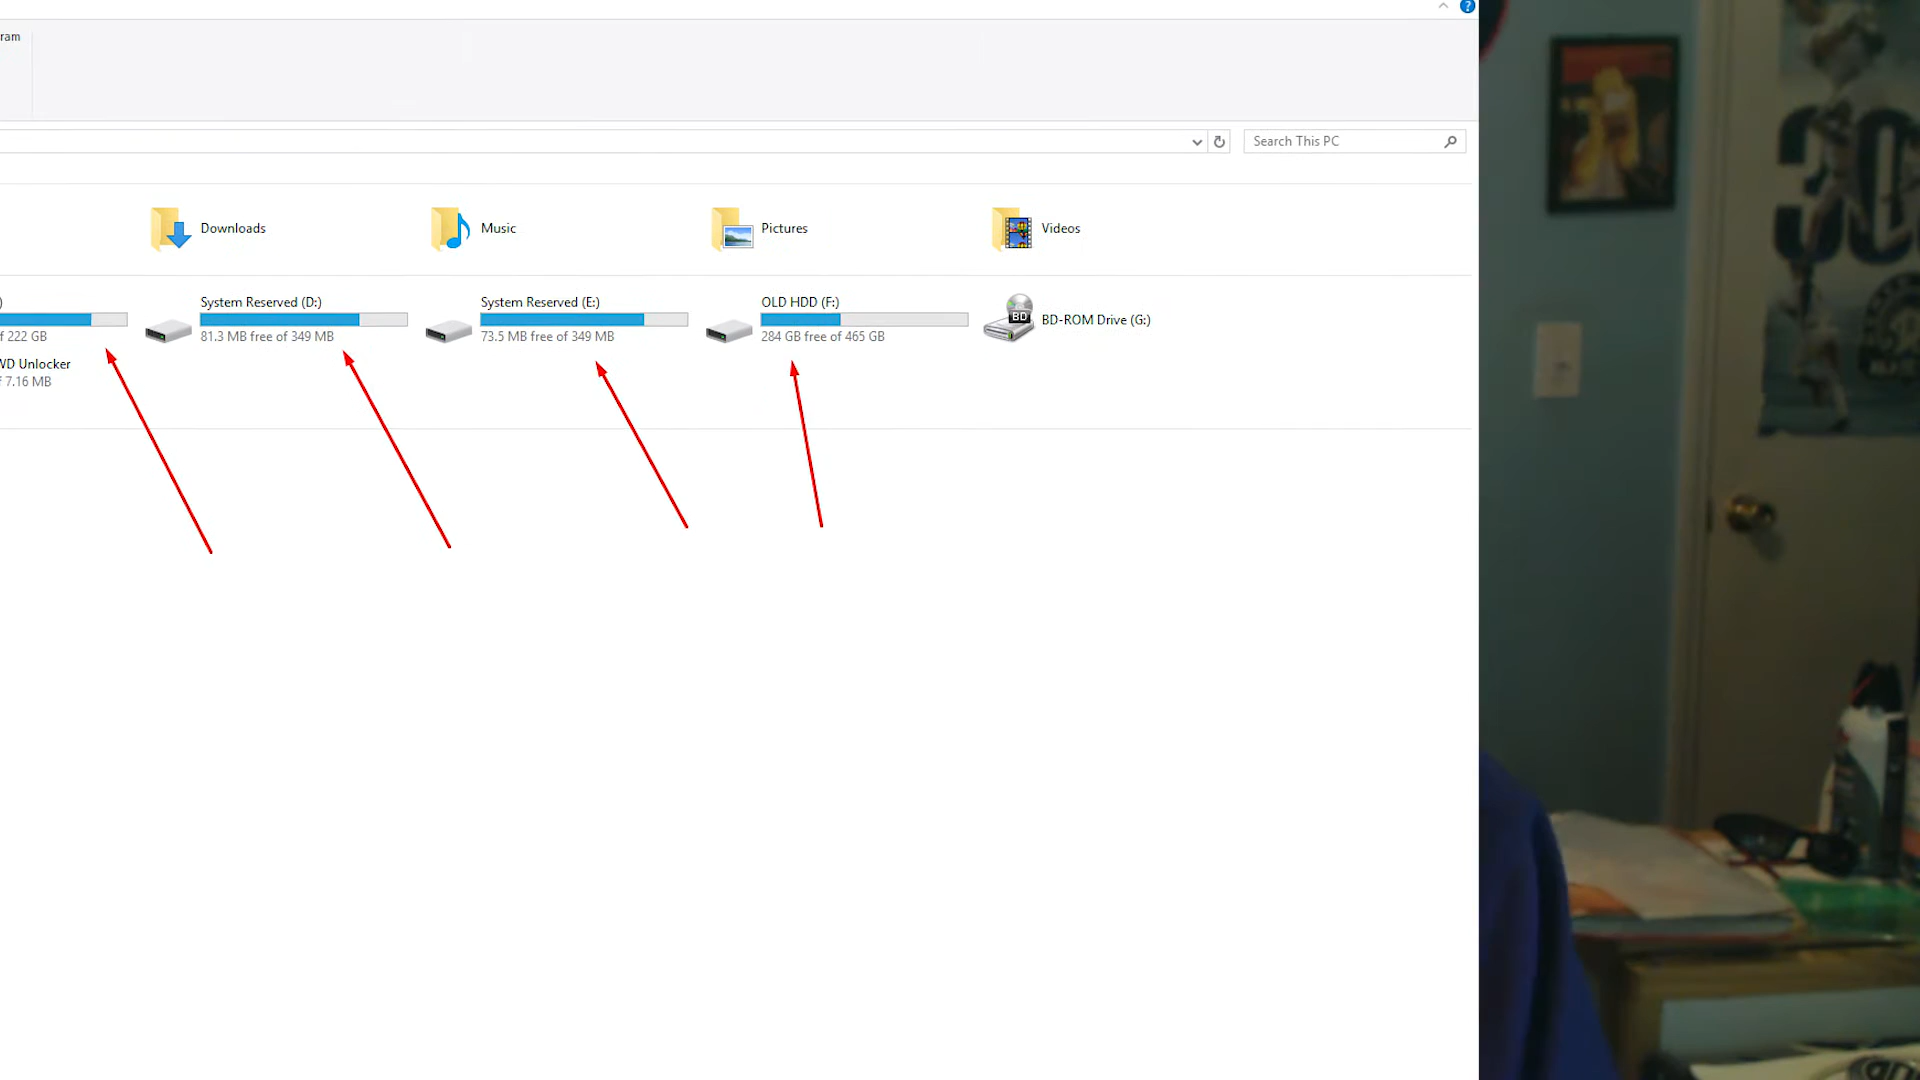 ram
Search This PC
Downloads
Music
Pictures
Videos
)
System Reserved (D:)
System Reserved (E:)
OLD HDD (F:)
BD
BD-ROM Drive (G:)
f 222 GB
81.3 MB free of 349 MB
73.5 MB free of 349 MB
284 GB free of 465 GB
WD Unlocker
f 7.16 MB